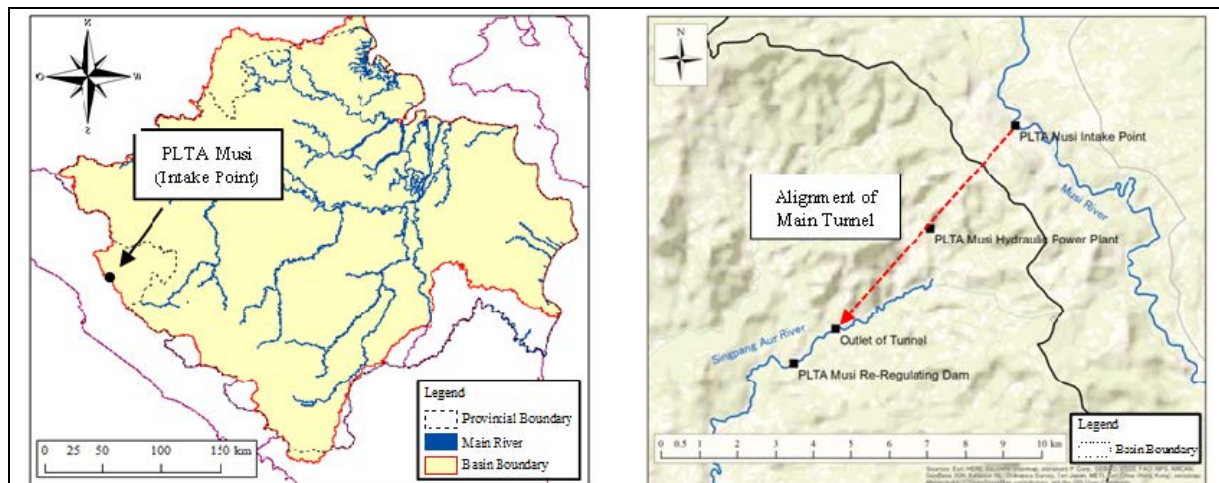 N
W
S
PLTA Musi
(Intake Point)
Legend
Provincial Boundary
Main River
Basin Boundary
0 25 50 100 150 km
N
PLTA Musi Intake Point
Alignment of
Main Tunnel
Musi River
PLTA Musi Hydraulic Power Plant
Singpang Aur River
Outlet of Tunnel
PLTA Musi Re-Regulating Dam
Legend
Basin Boundary
0 0.5 1 2 3 4 5 6 7 8 9 10 km